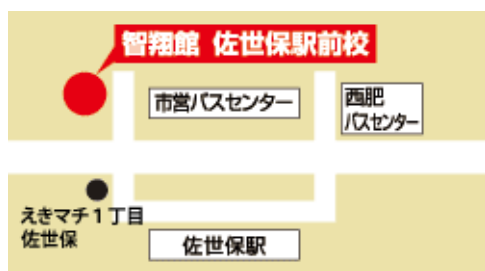 智翔館 佐世保駅前校
市営バスセンター
西肥
バスセンター
えきマチ1丁目
佐世保
佐世保駅